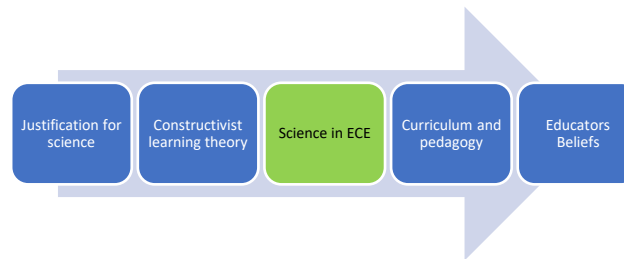 Justification for
science
Constructivist
learning theory
Science in ECE
Curriculum and
pedagogy
Educators
Beliefs